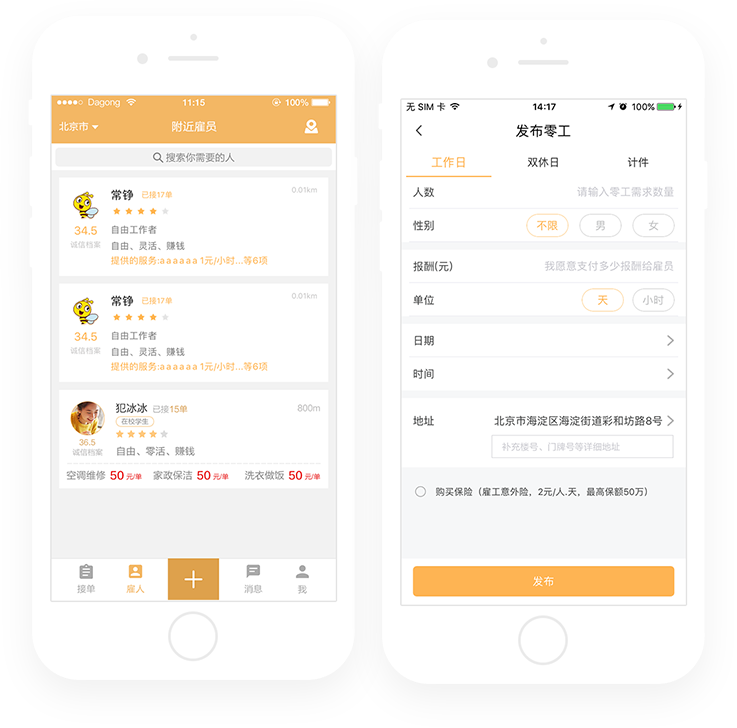 Dagong 11:15 100%
北京市 附近雇员
搜索你需要的人
常铮 已接17单 0.01km
34.5 自由工作者
诚信档案 自由、灵活、赚钱
提供的服务:aaaaaa 1元/小时...等6项
常铮 已接17单 0.01km
34.5 自由工作者
诚信档案 自由、灵活、赚钱
提供的服务:aaaaaa 1元/小时...等6项
犯冰冰 已接15单 800m
在校学生
36.5
诚信档案 自由、零活、赚钱
空调维修 50 元/单 家政保洁 50 元/单 洗衣做饭 50 元/单
接单 雇人 消息 我
无 SIM 卡 14:17 100%
发布零工
工作日 双休日 计件
人数 请输入零工需求数量
性别 不限 男 女
报酬(元) 我愿意支付多少报酬给雇员
单位 天 小时
日期
时间
地址 北京市海淀区海淀街道彩和坊路8号
补充楼号、门牌号等详细地址
购买保险（雇工意外险，2元/人.天，最高保额50万）
发布